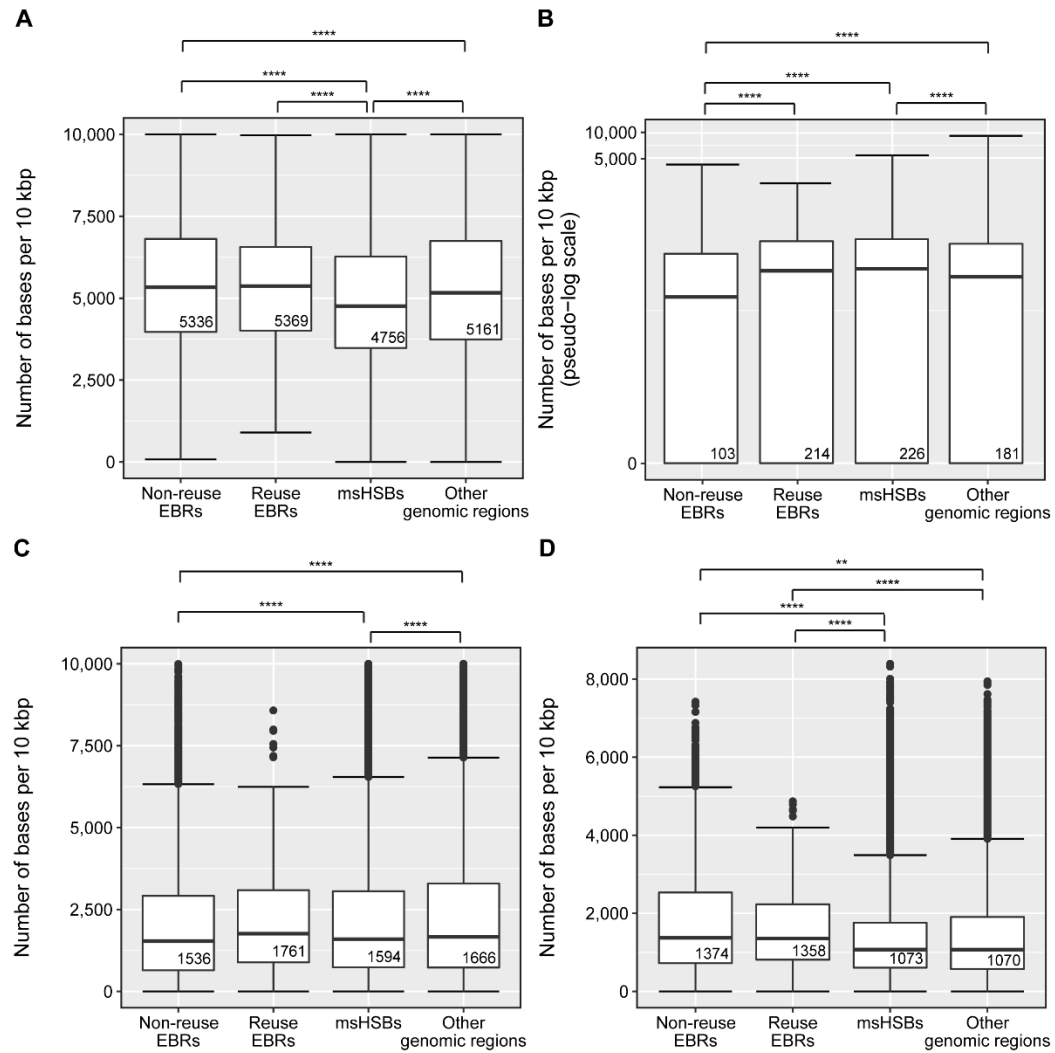 A
****
****
****
****
Number of bases per 10 kbp
10,000
7,500
5,000
2,500
0
5336
5369
4756
5161
Non-reuse
EBRs
Reuse
EBRs
msHSBs
Other
genomic regions
B
****
****
****
****
Number of bases per 10 kbp
(pseudo−log scale)
10,000
5,000
0
103
214
226
181
Non-reuse
EBRs
Reuse
EBRs
msHSBs
Other
genomic regions
C
****
****
****
Number of bases per 10 kbp
10,000
7,500
5,000
2,500
0
1536
1761
1594
1666
Non-reuse
EBRs
Reuse
EBRs
msHSBs
Other
genomic regions
D
**
****
****
****
Number of bases per 10 kbp
8,000
6,000
4,000
2,000
0
1374
1358
1073
1070
Non-reuse
EBRs
Reuse
EBRs
msHSBs
Other
genomic regions